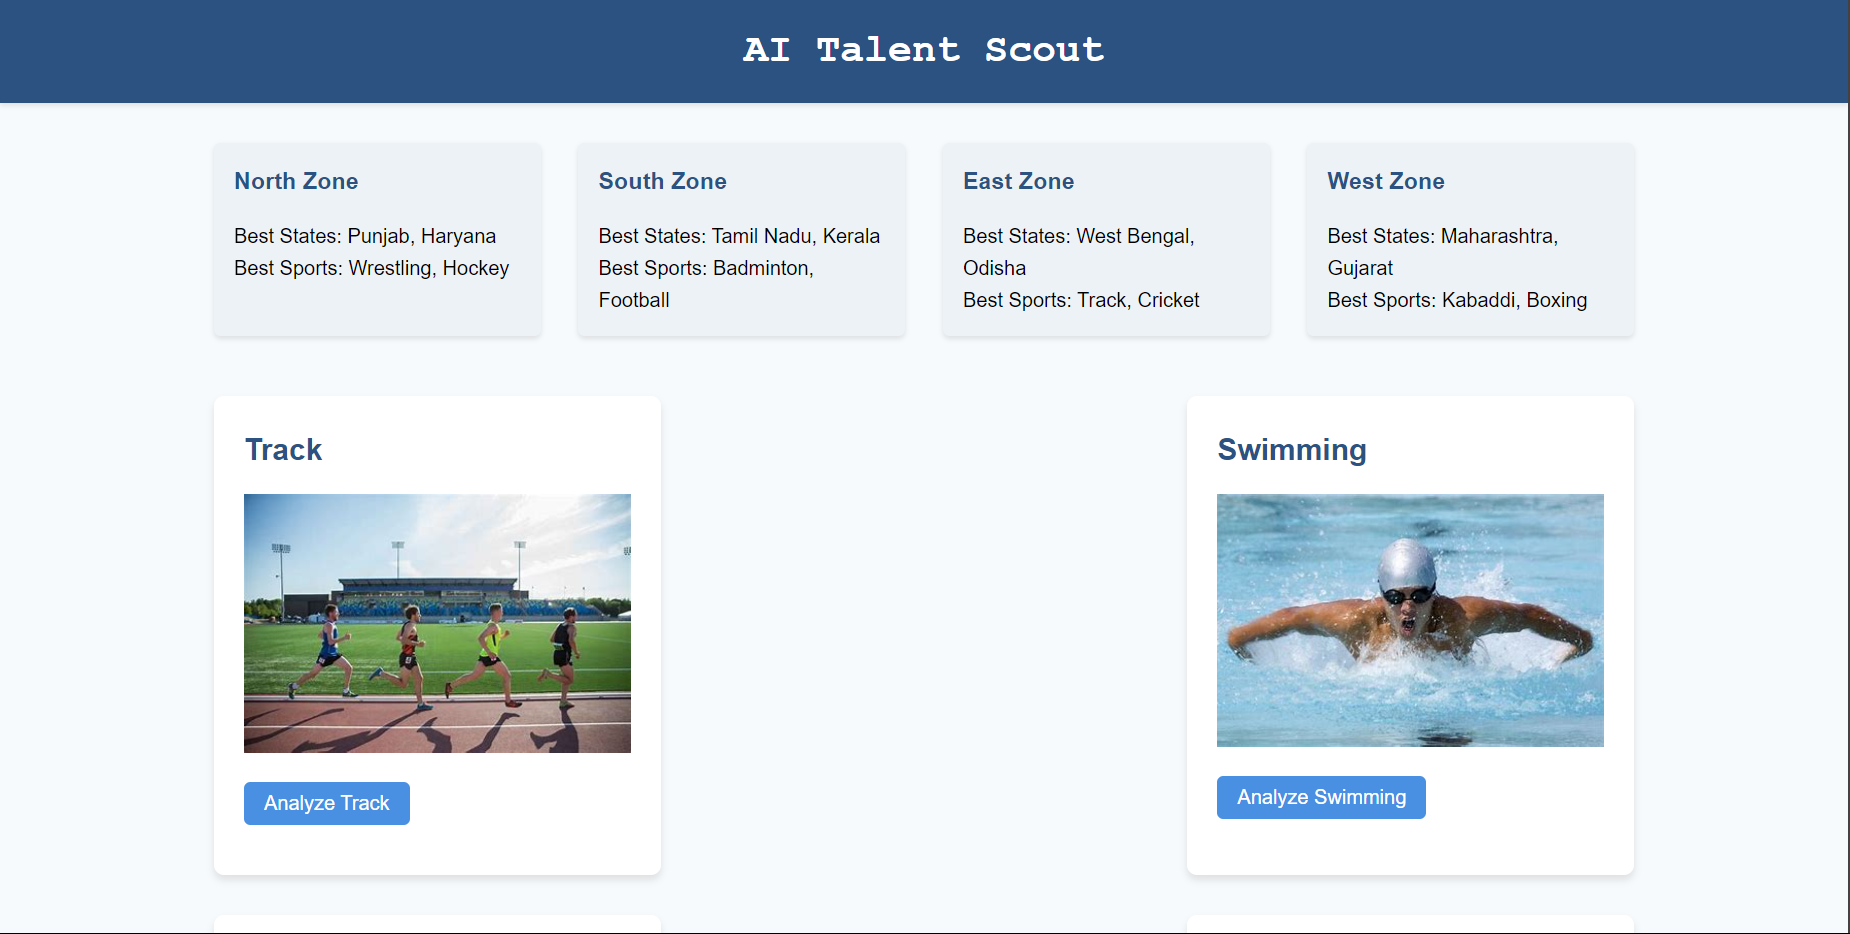 AI Talent Scout
North Zone
Best States: Punjab, Haryana
Best Sports: Wrestling, Hockey
South Zone
Best States: Tamil Nadu, Kerala
Best Sports: Badminton,
Football
East Zone
Best States: West Bengal,
Odisha
Best Sports: Track, Cricket
West Zone
Best States: Maharashtra,
Gujarat
Best Sports: Kabaddi, Boxing
Track
Analyze Track
Swimming
Analyze Swimming